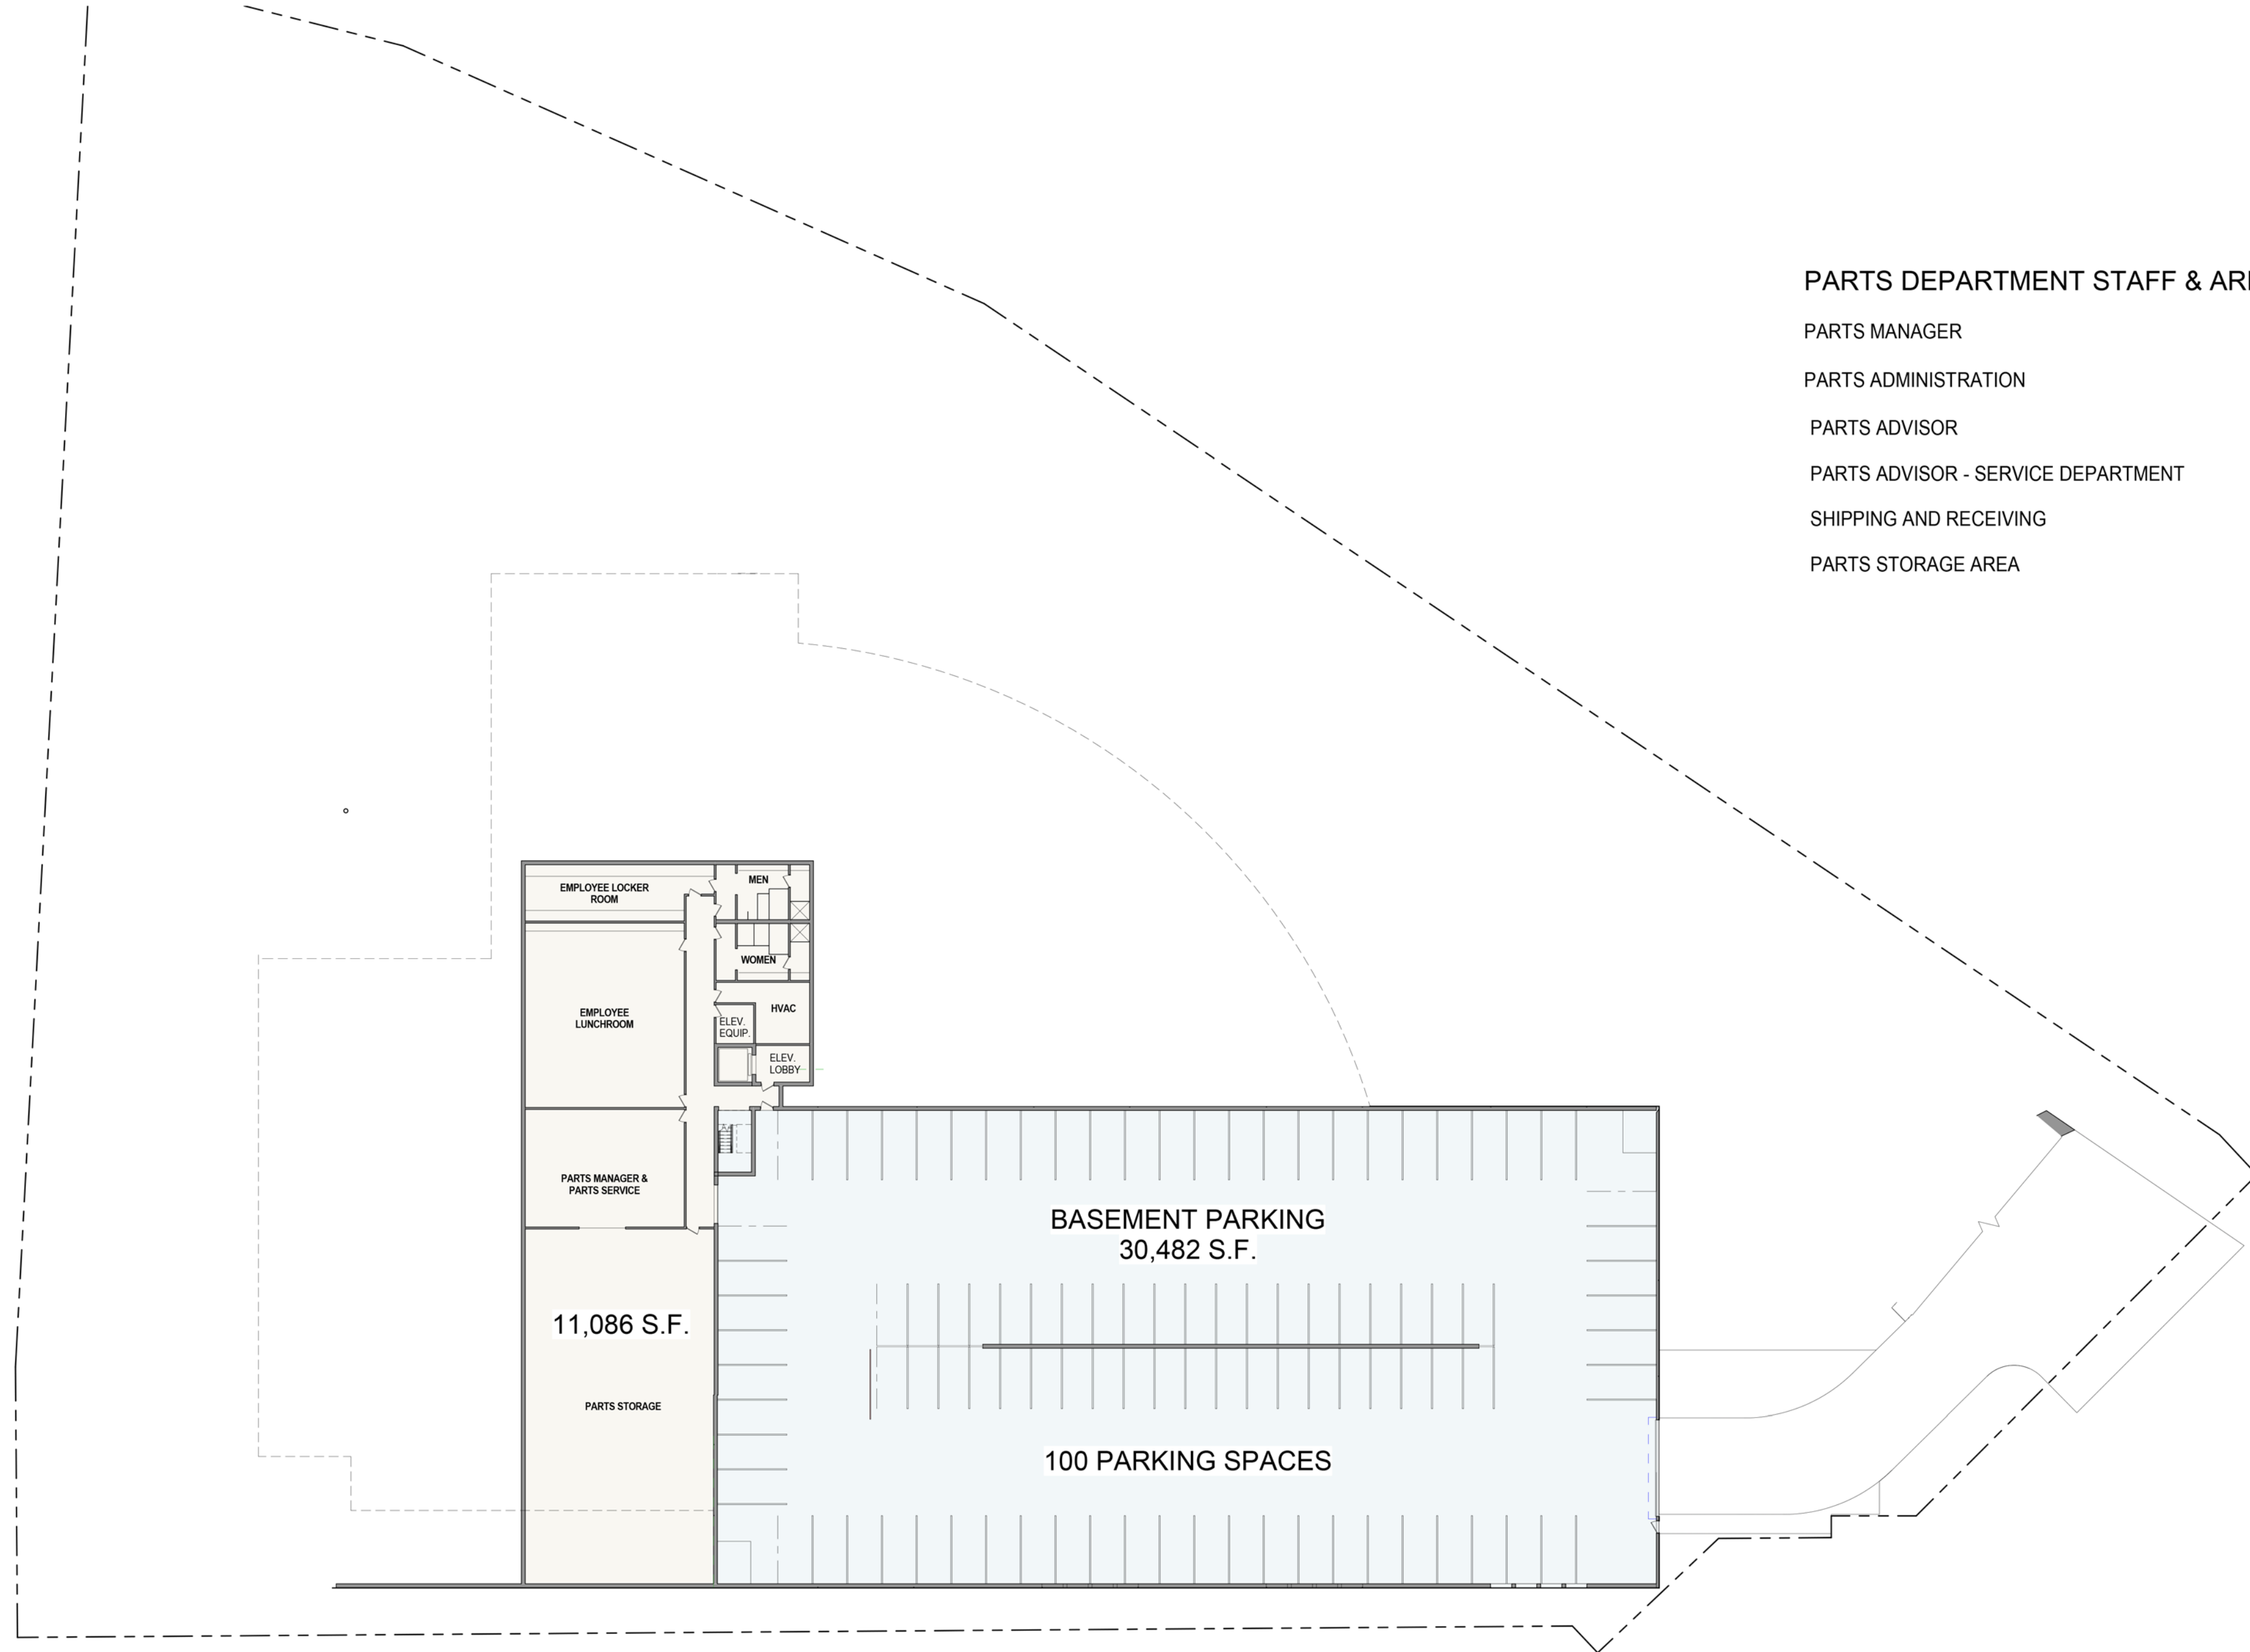 PARTS DEPARTMENT STAFF &
PARTS MANAGER
PARTS ADMINISTRATION
PARTS ADVISOR
PARTS ADVISOR - SERVICE DEPARTMENT
SHIPPING AND RECEIVING
PARTS STORAGE AREA
EMPLOYEE LOCKER
ROOM
MEN
WOMEN
EMPLOYEE
LUNCHROOM
HVAC
ELEV.
EQUIP.
ELEV.
LOBBY
PARTS MANAGER &
PARTS SERVICE
BASEMENT PARKING
30,482 S.F.
11,086 S.F.
PARTS STORAGE
100 PARKING SPACES